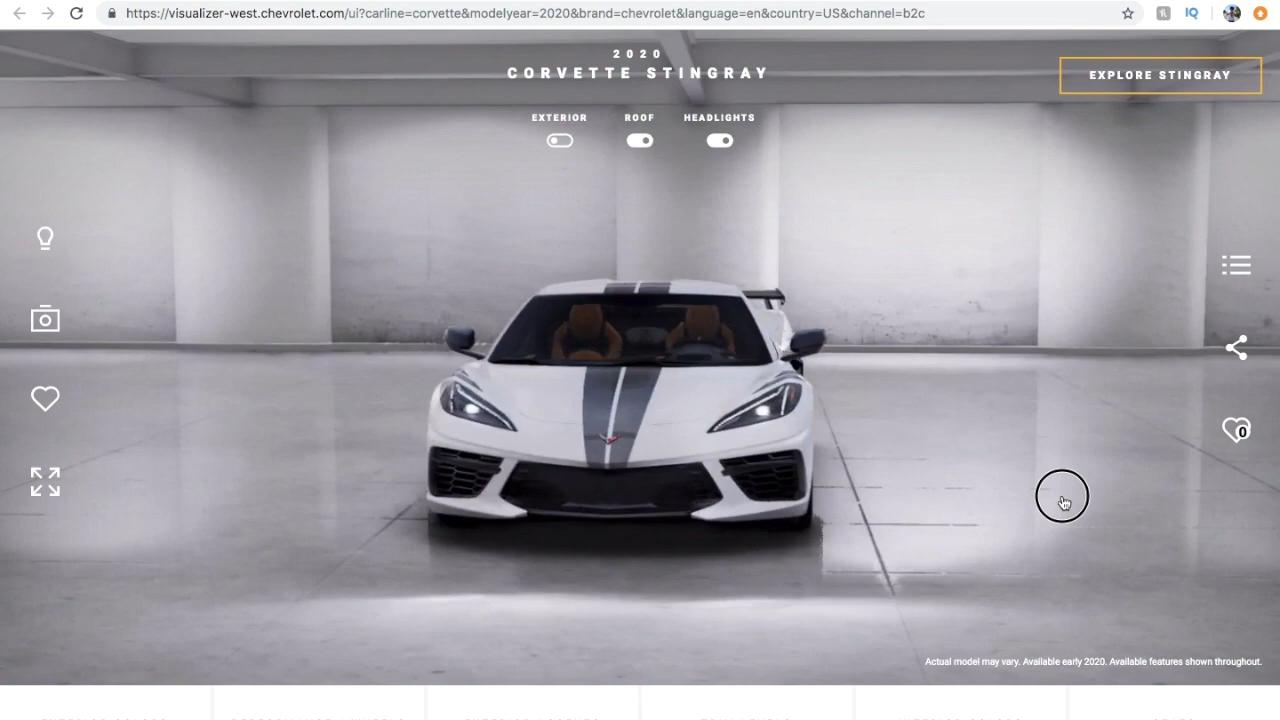 https://visualizer-west.chevrolet.com/ui?carline=corvette&modelyear=2020&brand=chevrolet&language=en&country=US&channel=b2c
IQ
2020
CORVETTE STINGRAY
EXPLORE STINGRAY
EXTERIOR ROOF HEADLIGHTS
0
Actual model may vary. Available early 2020. Available features shown throughout.